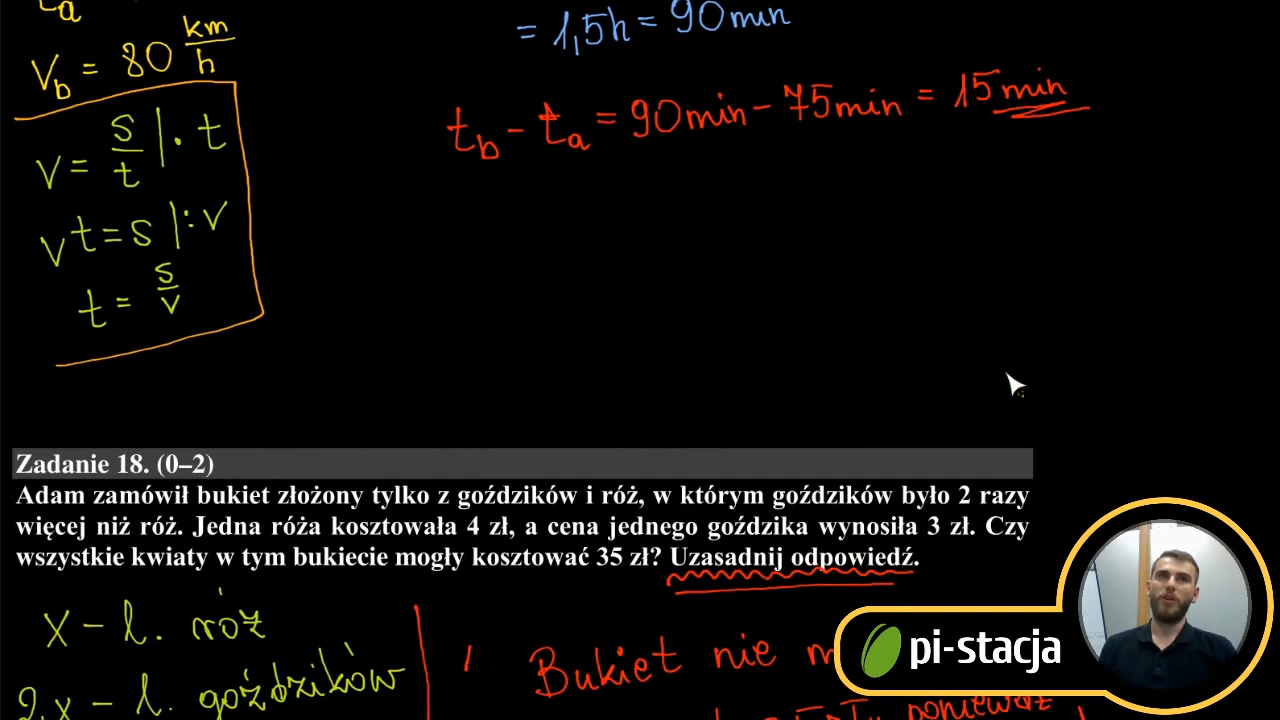 ta
Vb = 80 km/h
= 1,5h = 90min
tb - ta = 90min - 75min = 15min
v = s/t | · t
vt = s | : v
t = s/v
Zadanie 18. (0–2)
Adam zamówił bukiet złożony tylko z goździków i róż, w którym goździków było 2 razy
więcej niż róż. Jedna róża kosztowała 4 zł, a cena jednego goździka wynosiła 3 zł. Czy
wszystkie kwiaty w tym bukiecie mogły kosztować 35 zł? Uzasadnij odpowiedź.
x - l. róż
2x - l. goździków
Bukiet nie
ponieważ
pi-stacja